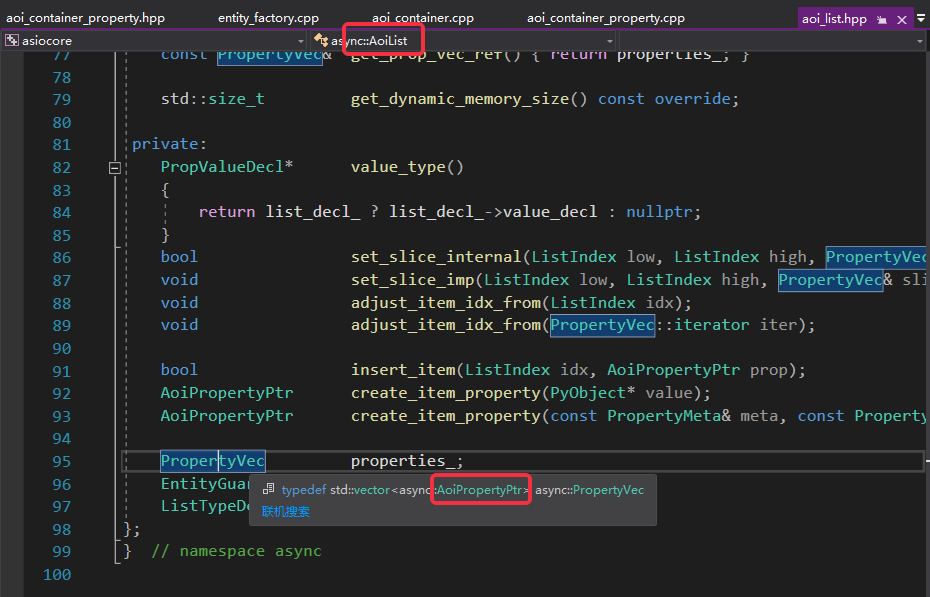 aoi_container_property.hpp entity_factory.cpp aoi_container.cpp aoi_container_property.cpp aoi_list.hpp
asiocore async::AoiList
77 const PropertyVec& get_prop_vec_ref() { return properties_; }
78
79 std::size_t get_dynamic_memory_size() const override;
80
81 private:
82 PropValueDecl* value_type()
83 {
84 return list_decl_ ? list_decl_->value_decl : nullptr;
85 }
86 bool set_slice_internal(ListIndex low, ListIndex high, PropertyVec
87 void set_slice_imp(ListIndex low, ListIndex high, PropertyVec& sli
88 void adjust_item_idx_from(ListIndex idx);
89 void adjust_item_idx_from(PropertyVec::iterator iter);
90
91 bool insert_item(ListIndex idx, AoiPropertyPtr prop);
92 AoiPropertyPtr create_item_property(PyObject* value);
93 AoiPropertyPtr create_item_property(const PropertyMeta& meta, const Property
94
95 PropertyVec properties_;
96 EntityGuar
typedef std::vector<async::AoiPropertyPtr> async::PropertyVec
97 ListTypeDe
联机搜索
98 };
99 } // namespace async
100